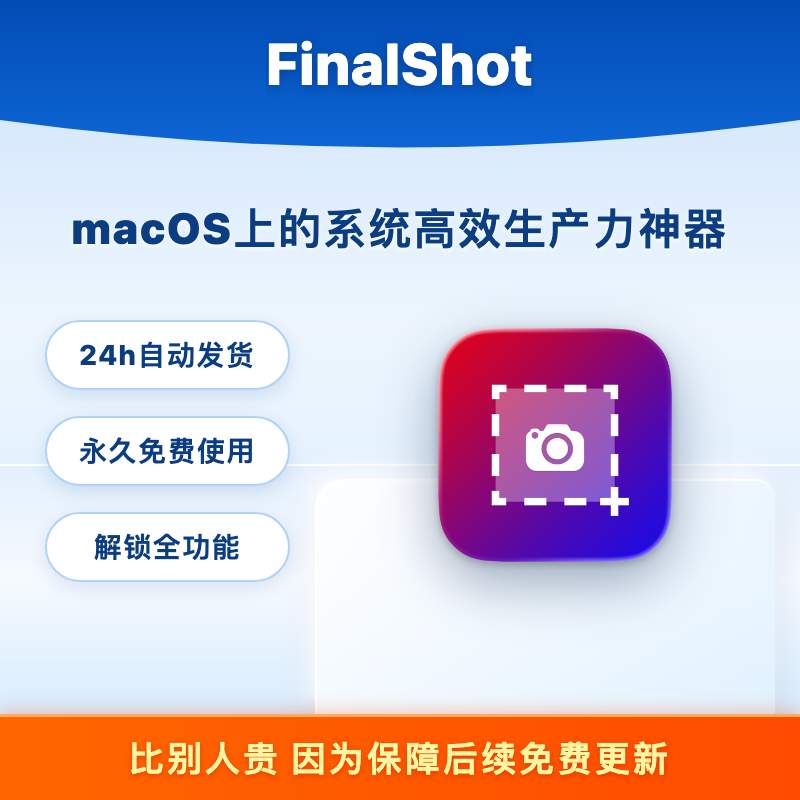 FinalShot
macOS上的系统高效生产力神器
24h自动发货
永久免费使用
解锁全功能
比别人贵 因为保障后续免费更新